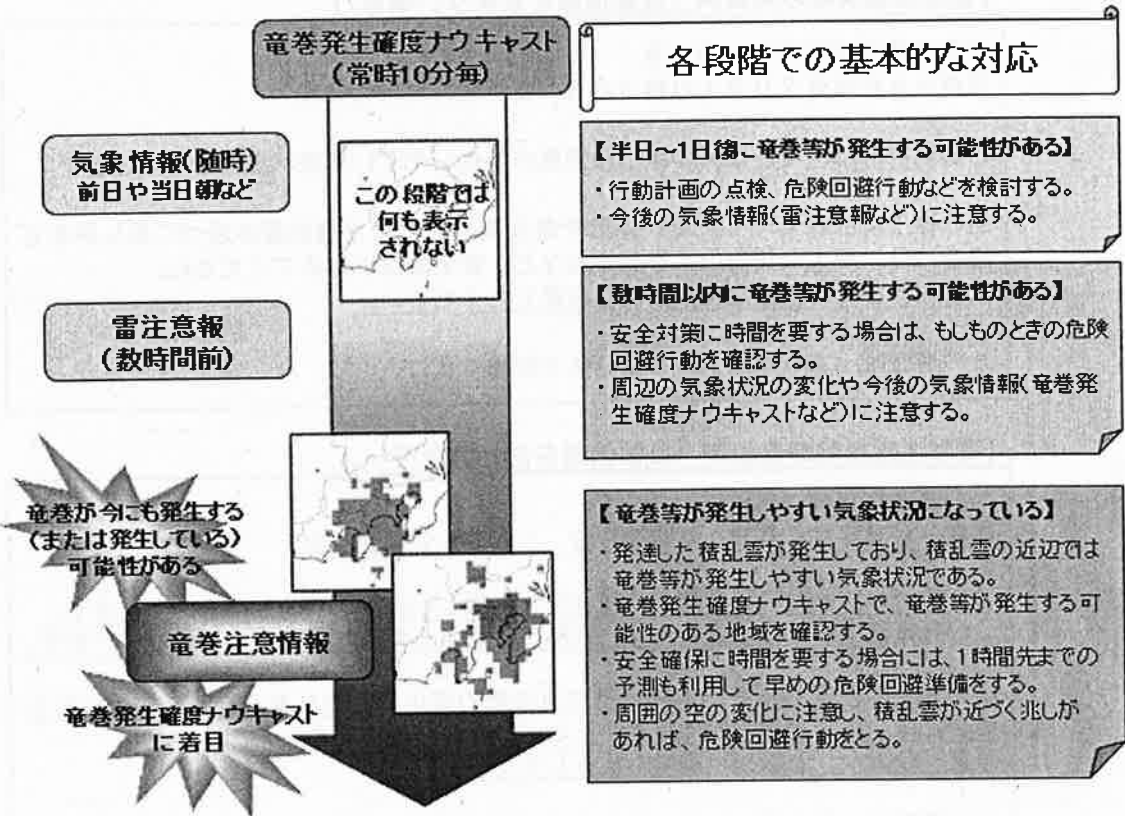 竜巻発生確度ナウキャスト
(常時10分毎)
各段階での基本的な対応
気象情報(随時)
前日や当日朝など
この段階では
何も表示
されない
【半日～1日後に竜巻等が発生する可能性がある】
・行動計画の点検、危険回避行動などを検討する。
・今後の気象情報(雷注意報など)に注意する。
雷注意報
(数時間前)
【数時間以内に竜巻等が発生する可能性がある】
・安全対策に時間を要する場合は、もしものときの危険
回避行動を確認する。
・周辺の気象状況の変化や今後の気象情報(竜巻発
生確度ナウキャストなど)に注意する。
竜巻が今にも発生する
(または発生している)
可能性がある
竜巻注意情報
竜巻発生確度ナウキャスト
に着目
【竜巻等が発生しやすい気象状況になっている】
・発達した積乱雲が発生しており、積乱雲の近辺では
竜巻等が発生しやすい気象状況である。
・竜巻発生確度ナウキャストで、竜巻等が発生する可
能性のある地域を確認する。
・安全確保に時間を要する場合には、1時間先までの
予測も利用して早めの危険回避準備をする。
・周囲の空の変化に注意し、積乱雲が近づく兆しが
あれば、危険回避行動をとる。